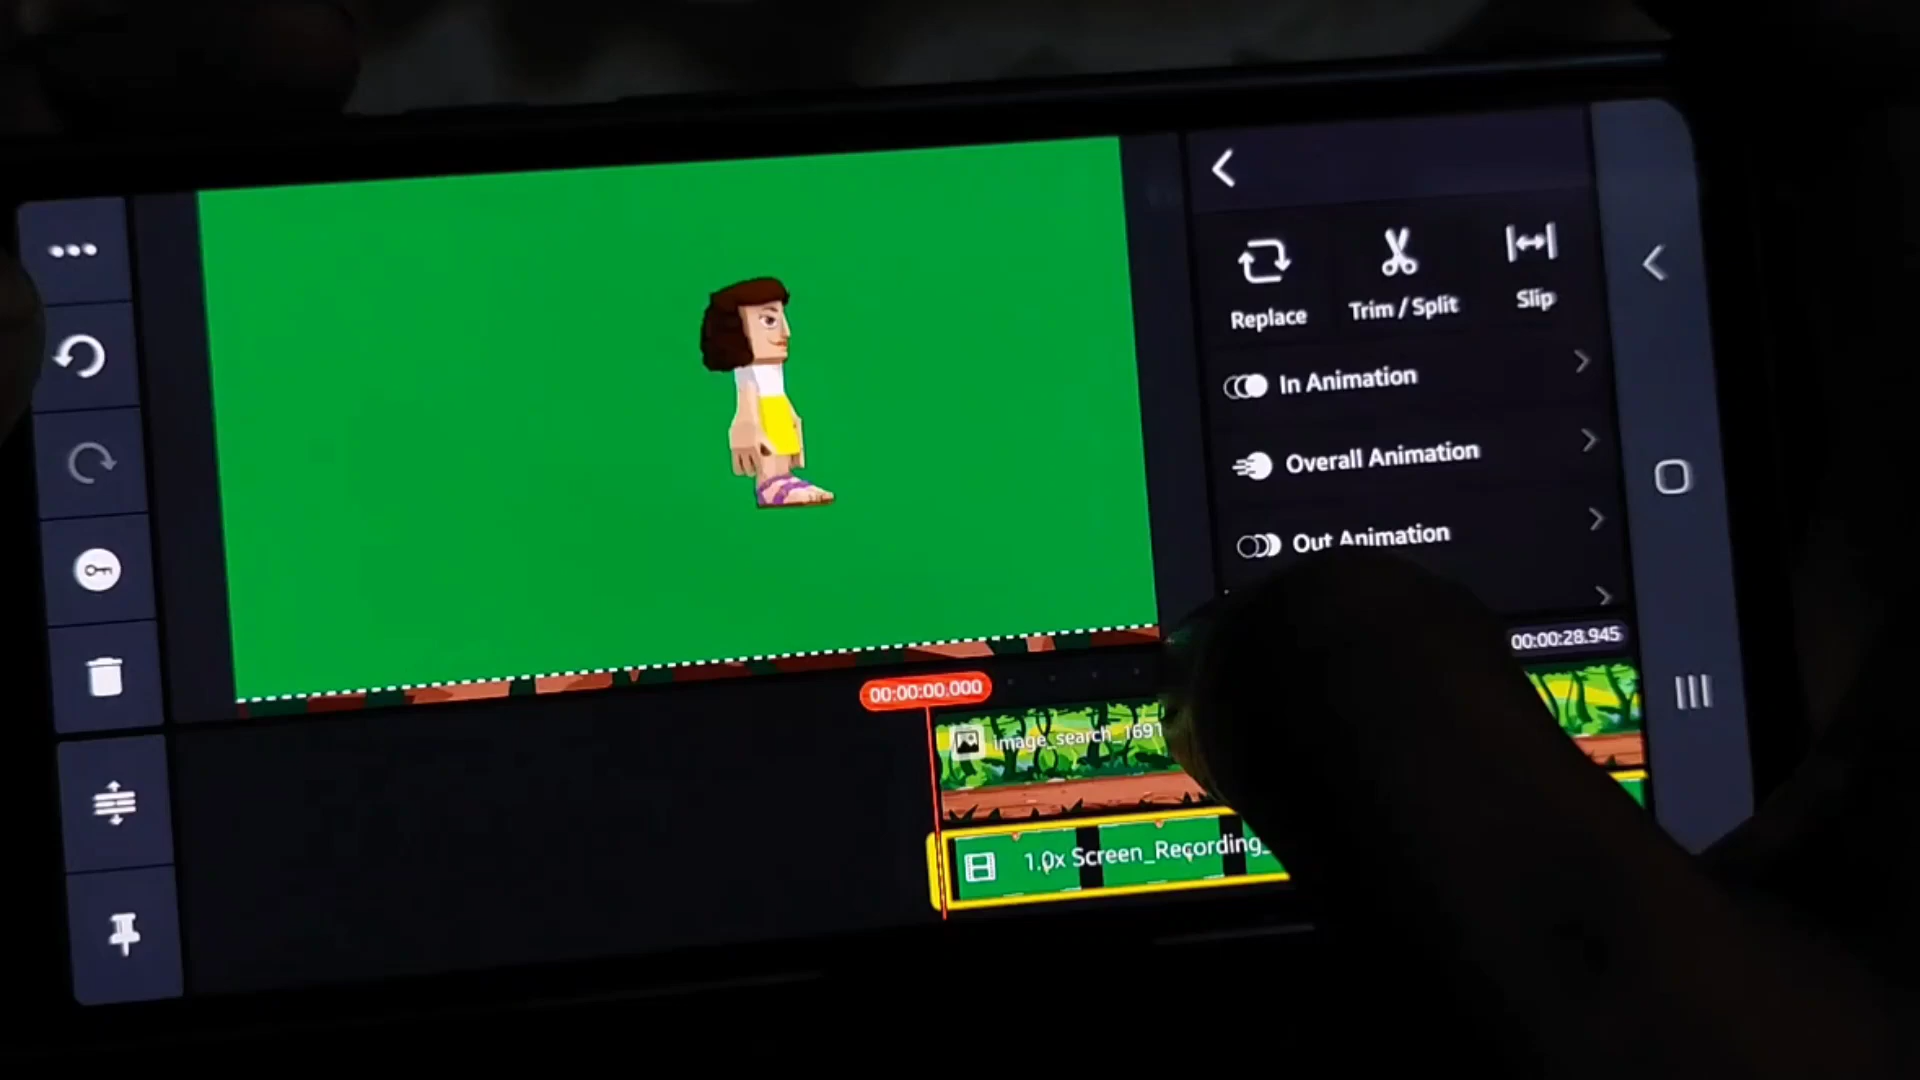 Replace
Trim / Split
Slip
In Animation
Overall Animation
Out Animation
00:00:28.945
00:00:00.000
image_search_1691
1.0x Screen_Recording_